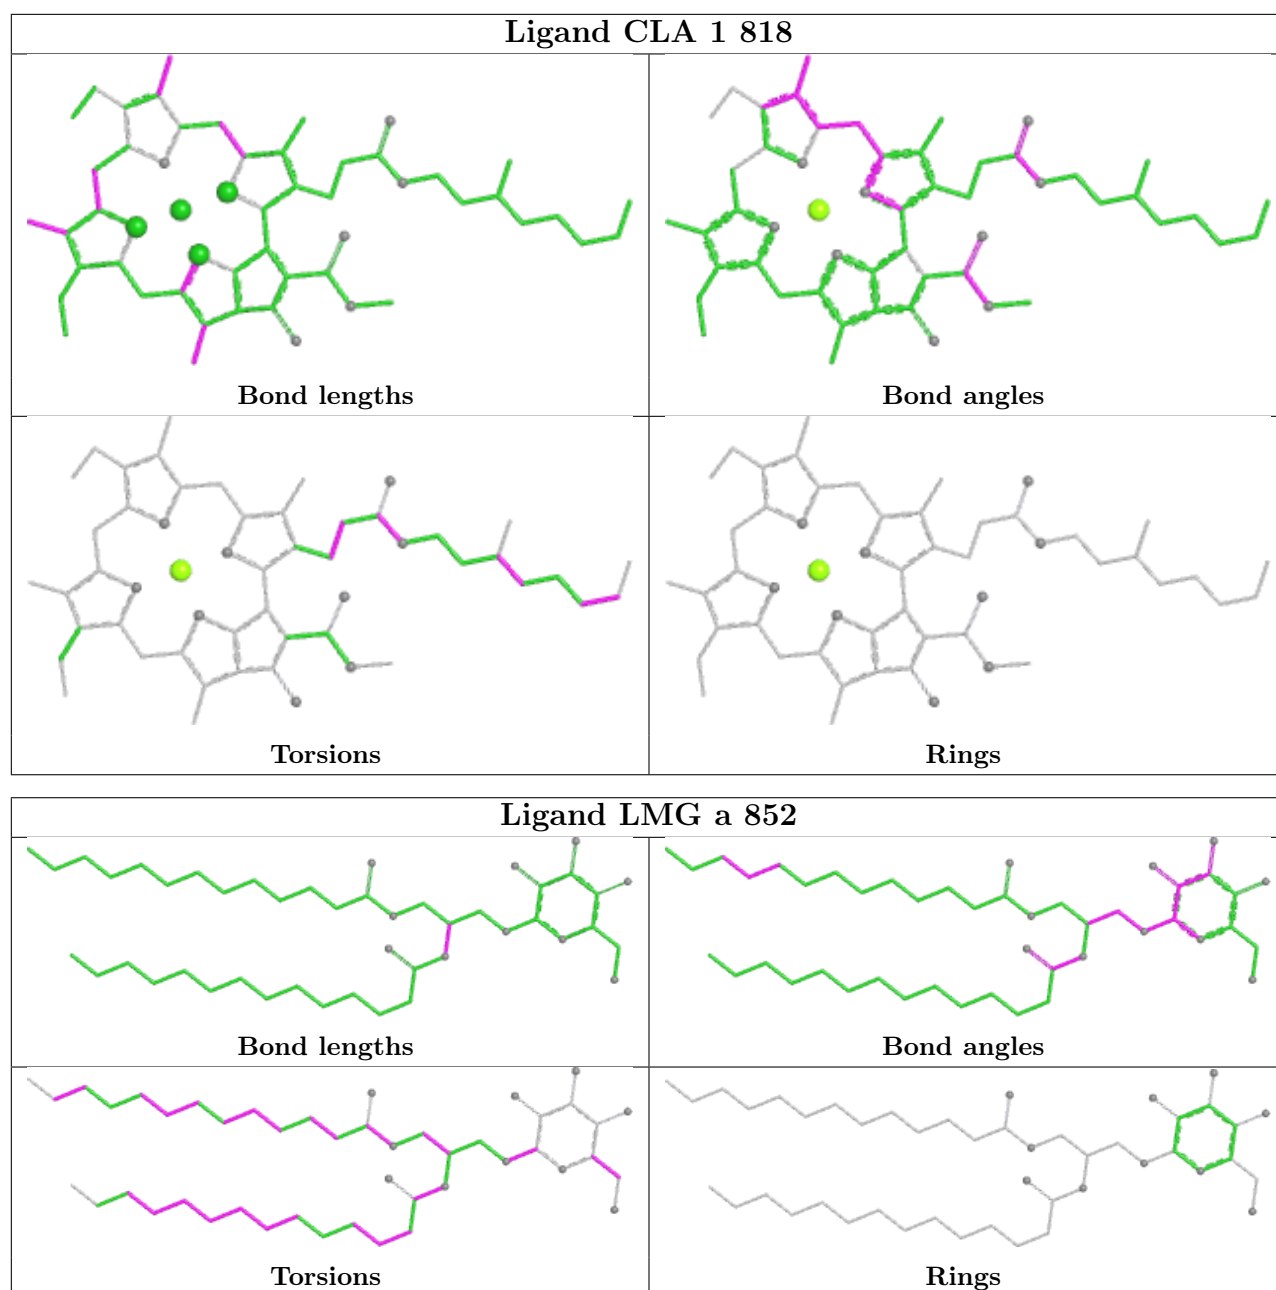 Ligand CLA 1 818
Bond lengths
Bond angles
Torsions
Rings
Ligand LMG a 852
Bond lengths
Bond angles
Torsions
Rings